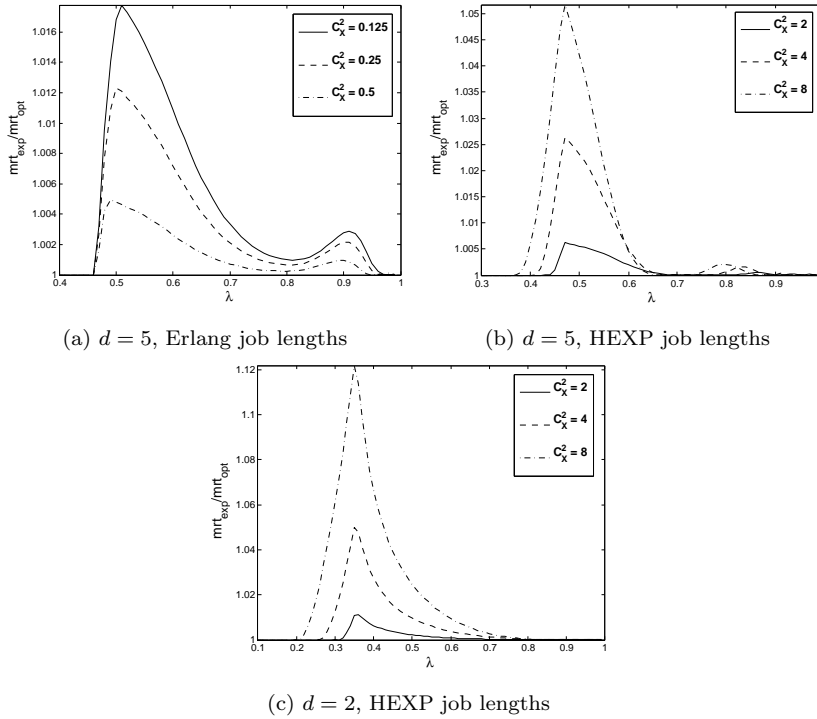 1.016
1.014
1.012
1.01
1.008
1.006
1.004
1.002
1
mrt_exp/mrt_opt
C_X^2 = 0.125
C_X^2 = 0.25
C_X^2 = 0.5
0.4 0.5 0.6 0.7 0.8 0.9 1
λ
(a) d = 5, Erlang job lengths
1.05
1.045
1.04
1.035
1.03
1.025
1.02
1.015
1.01
1.005
1
mrt_exp/mrt_opt
C_X^2 = 2
C_X^2 = 4
C_X^2 = 8
0.3 0.4 0.5 0.6 0.7 0.8 0.9
λ
(b) d = 5, HEXP job lengths
1.12
1.1
1.08
1.06
1.04
1.02
1
mrt_exp/mrt_opt
C_X^2 = 2
C_X^2 = 4
C_X^2 = 8
0.1 0.2 0.3 0.4 0.5 0.6 0.7 0.8 0.9 1
λ
(c) d = 2, HEXP job lengths